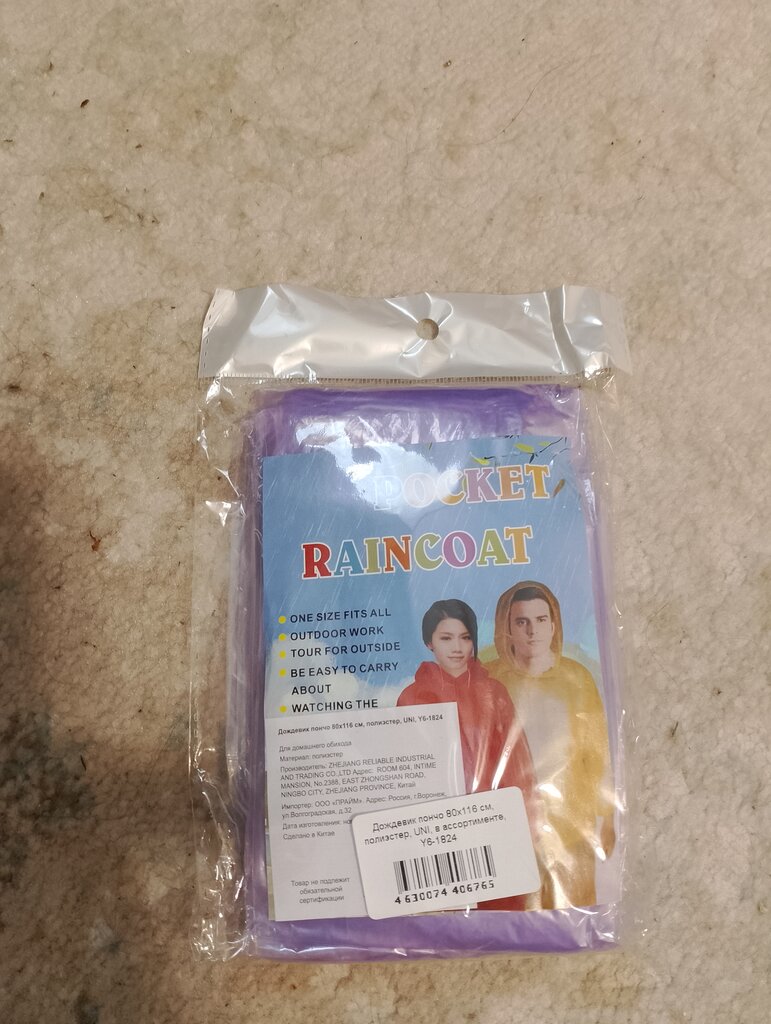 POCKET
RAINCOAT
ONE SIZE FITS ALL
OUTDOOR WORK
TOUR FOR OUTSIDE
BE EASY TO CARRY
ABOUT
WATCHING THE
Дождевик пончо 80х116 см, полиэстер, UNI, Y6-1824
Для домашнего обихода
Материал: полиэстер
Производитель: ZHEJIANG RELIABLE INDUSTRIAL
AND TRADING CO.,LTD Адрес: ROOM 604, INTIME
MANSION, No.2388, EAST ZHONGSHAN ROAD,
NINGBO CITY, ZHEJIANG PROVINCE, Китай
Импортер: ООО «ПРАЙМ». Адрес: Россия, г.Воронеж,
ул.Волгоградская, д.32
Дата изготовления:
Сделано в Китае
Товар не подлежит
обязательной
сертификации
Дождевик пончо 80х116 см,
полиэстер, UNI, в ассортименте,
Y6-1824
4 630074 406765